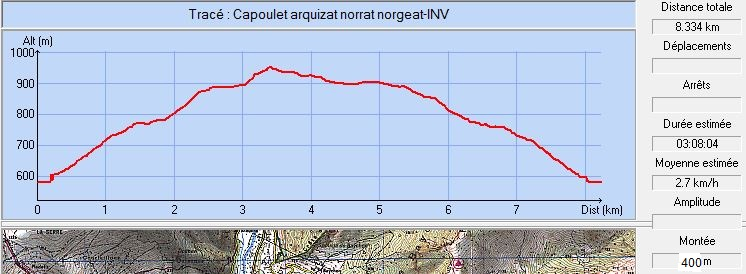 Tracé : Capoulet arquizat norrat norgeat-INV
Alt (m)
1000
900
800
700
600
0 1 2 3 4 5 6 7 Dist (km)
LA SERRE
Distance totale
8.334 km
Déplacements
Arrêts
Durée estimée
03:08:04
Moyenne estimée
2.7 km/h
Amplitude
Montée
400m